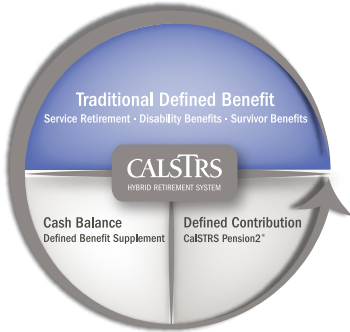 Traditional Defined Benefit
Service Retirement · Disability Benefits · Survivor Benefits
CALSTRS
HYBRID RETIREMENT SYSTEM
Cash Balance
Defined Benefit Supplement
Defined Contribution
CalSTRS Pension2®